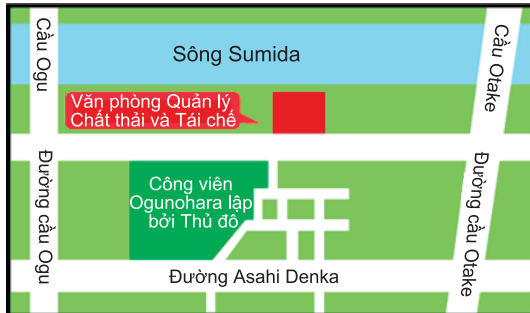 Cầu Ogu
Sông Sumida
Cầu Otake
Văn phòng Quản lý
Chất thải và Tái chế
Đường cầu Ogu
Công viên
Ogunohara lập
bởi Thủ đô
Đường cầu Otake
Đường Asahi Denka